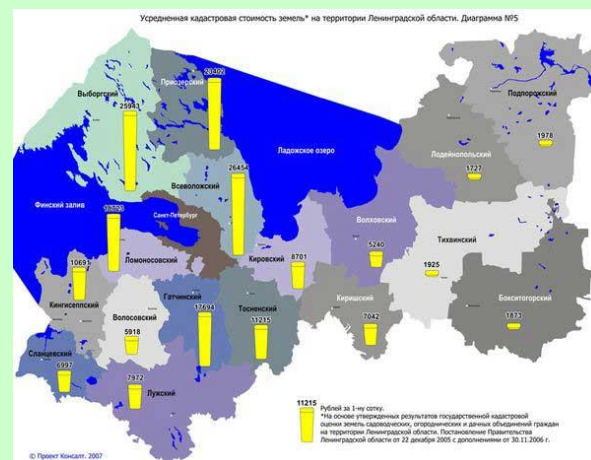 Усредненная кадастровая стоимость земель* на территории Ленинградской области. Диаграмма №5
Приозерский
23402
Выборгский
25943
Подпорожский
1978
Ладожское озеро
Лодейнопольский
1727
Всеволожский
26454
Финский залив
Санкт-Петербург
Волховский
5240
Тихвинский
1925
Ломоносовский
Кировский
8701
10691
Кингисеппский
Гатчинский
17694
Тосненский
11215
Киришский
7042
Бокситогорский
1873
Волосовский
5918
Сланцевский
6997
7972
Лужский
11215
Рублей за 1-ну сотку.
*На основе утвержденных результатов государственной кадастровой
оценки земель садоводческих, огороднических и дачных объединений граждан
на территории Ленинградской области. Постановление Правительства
Ленинградской области от 22 декабря 2005 с дополнениями от 30.11.2006 г.
© Проект Консалт. 2007